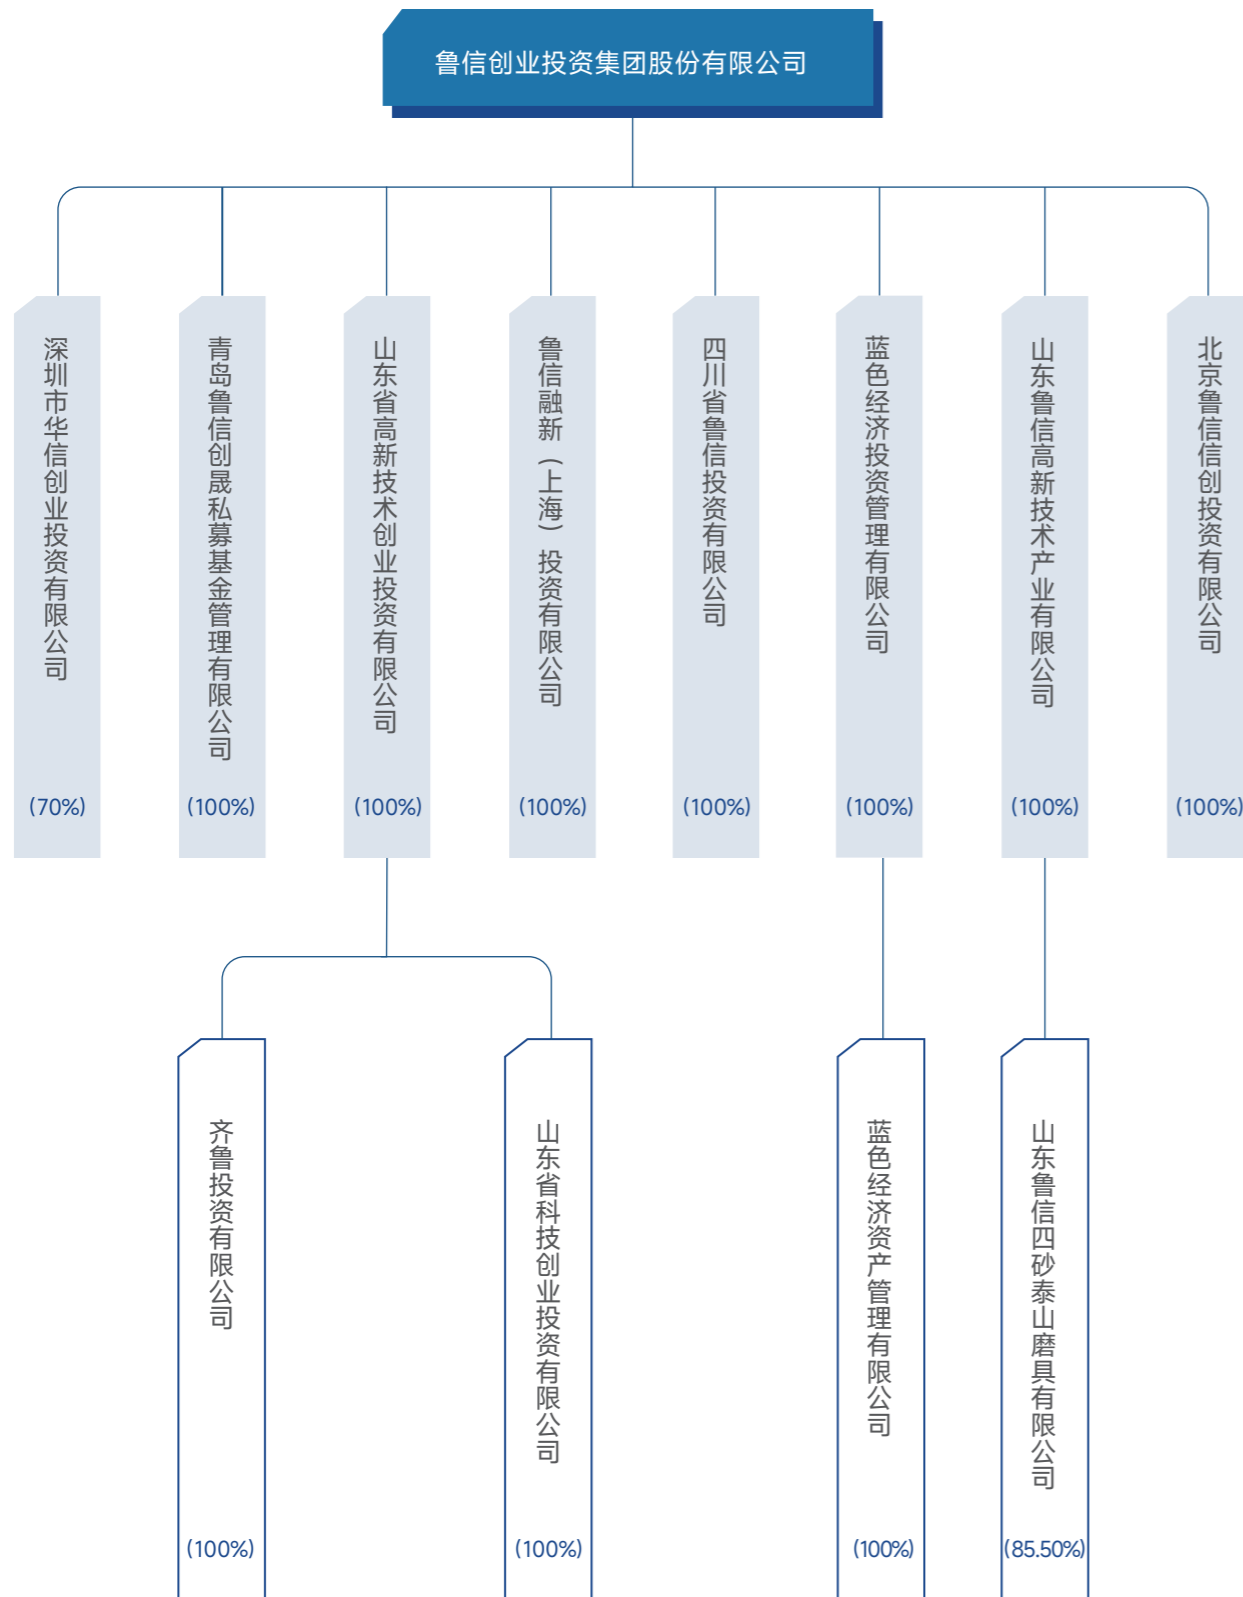 鲁信创业投资集团股份有限公司
深圳市华信创业投资有限公司
(70%)
青岛鲁信创晟私募基金管理有限公司
(100%)
山东省高新技术创业投资有限公司
(100%)
鲁信融新（上海）投资有限公司
(100%)
四川省鲁信投资有限公司
(100%)
蓝色经济投资管理有限公司
(100%)
山东鲁信高新技术产业有限公司
(100%)
北京鲁信信创投资有限公司
(100%)
齐鲁投资有限公司
(100%)
山东省科技创业投资有限公司
(100%)
蓝色经济资产管理有限公司
(100%)
山东鲁信四砂泰山磨具有限公司
(85.50%)